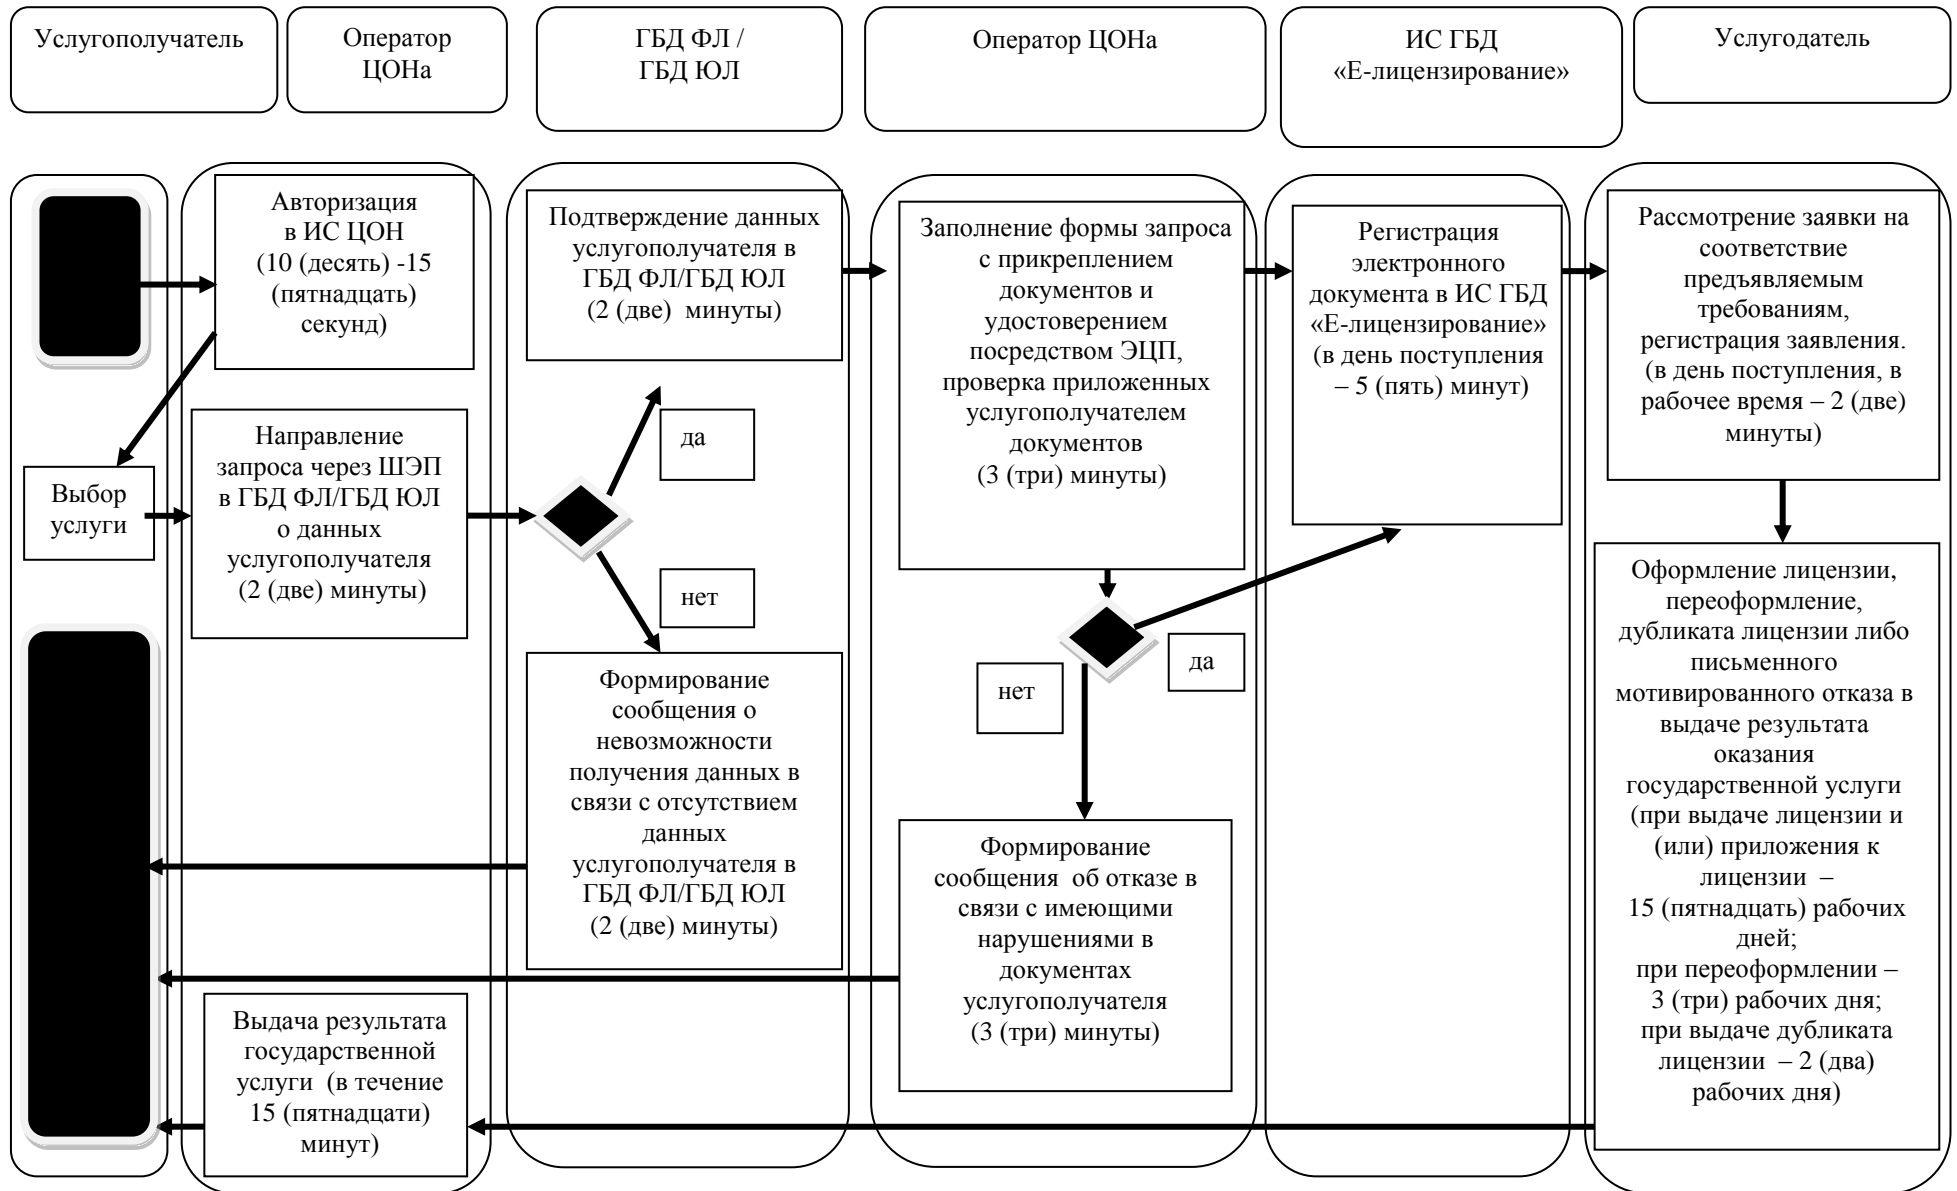 Услугополучатель
Оператор
ЦОНа
ГБД ФЛ /
ГБД ЮЛ
Оператор ЦОНа
ИС ГБД
«Е-лицензирование»
Услугодатель
Авторизация
в ИС ЦОН
(10 (десять) -15
(пятнадцать)
секунд)
Выбор
услуги
Направление
запроса через ШЭП
в ГБД ФЛ/ГБД ЮЛ
о данных
услугополучателя
(2 (две) минуты)
Подтверждение данных
услугополучателя в
ГБД ФЛ/ГБД ЮЛ
(2 (две) минуты)
да
нет
Формирование
сообщения о
невозможности
получения данных в
связи с отсутствием
данных
услугополучателя в
ГБД ФЛ/ГБД ЮЛ
(2 (две) минуты)
Заполнение формы запроса
с прикреплением
документов и
удостоверением
посредством ЭЦП,
проверка приложенных
услугополучателем
документов
(3 (три) минуты)
нет
да
Формирование
сообщения об отказе в
связи с имеющими
нарушениями в
документах
услугополучателя
(3 (три) минуты)
Регистрация
электронного
документа в ИС ГБД
«Е-лицензирование»
(в день поступления
– 5 (пять) минут)
Рассмотрение заявки на
соответствие
предъявляемым
требованиям,
регистрация заявления.
(в день поступления, в
рабочее время – 2 (две)
минуты)
Оформление лицензии,
переоформление,
дубликата лицензии либо
письменного
мотивированного отказа в
выдаче результата
оказания
государственной услуги
(при выдаче лицензии и
(или) приложения к
лицензии –
15 (пятнадцать) рабочих
дней;
при переоформлении –
3 (три) рабочих дня;
при выдаче дубликата
лицензии – 2 (два)
рабочих дня)
Выдача результата
государственной
услуги (в течение
15 (пятнадцати)
минут)